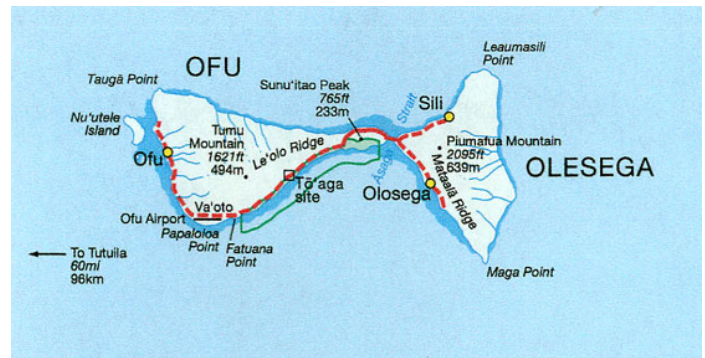 OFU
Taugā Point
Nu'utele
Island
Ofu
Tumu
Mountain
1621ft
494m
Le'olo Ridge
Sunu'itao Peak
765ft
233m
Tō'aga
site
Va'oto
Ofu Airport
Papaloloa
Point
Fatuana
Point
To Tutuila
60mi
96km
Asaga
Strait
Leaumasili
Point
Sili
Piumafua Mountain
2095ft
639m
OLESEGA
Olosega
Mataalā Ridge
Maga Point